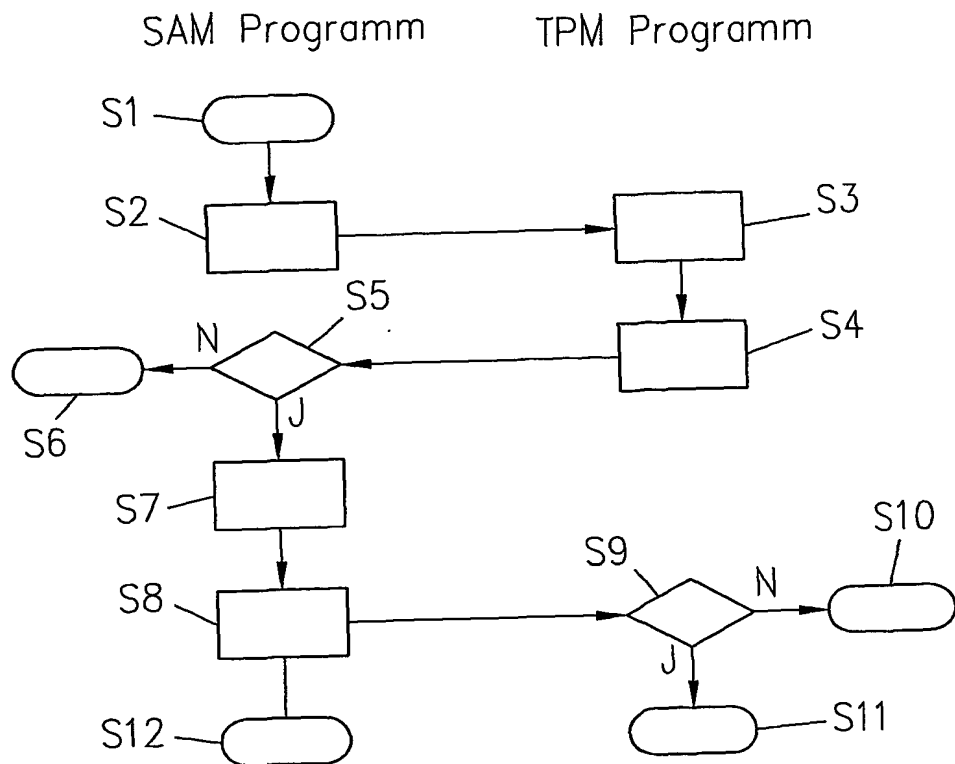 SAM Programm
TPM Programm
S1
S2
S3
S5
N
S4
J
S6
S7
S10
S9
N
S8
J
S12
S11